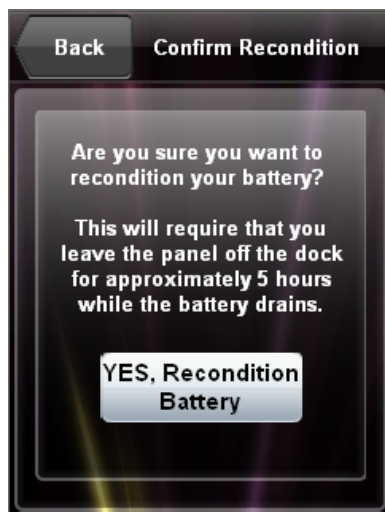 Back
Confirm Recondition
Are you sure you want to
recondition your battery?
This will require that you
leave the panel off the dock
for approximately 5 hours
while the battery drains.
YES, Recondition
Battery